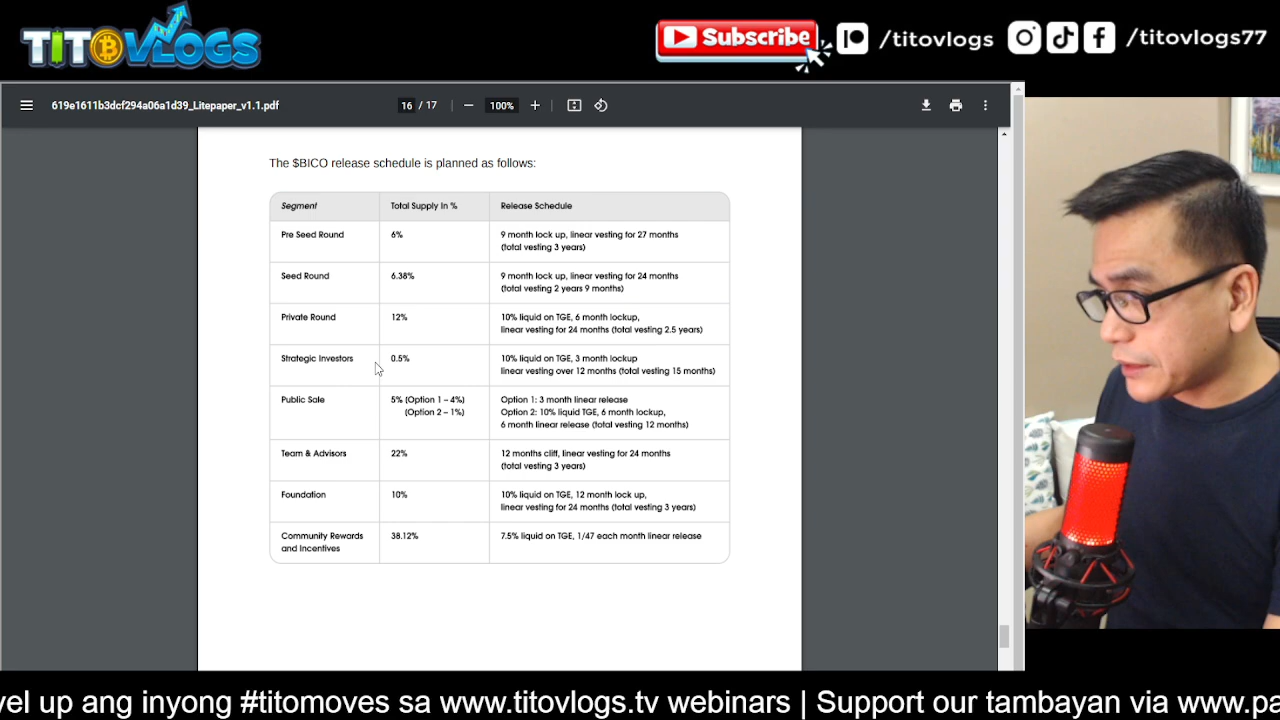 TITOVLOGS
Subscribe
/titovlogs
/titovlogs77
619e1611b3dcf294a06a1d39_Litepaper_v1.1.pdf
16 / 17
100%
The $BICO release schedule is planned as follows:
Segment
Total Supply In %
Release Schedule
Pre Seed Round
6%
9 month lock up, linear vesting for 27 months
(total vesting 3 years)
Seed Round
6.38%
9 month lock up, linear vesting for 24 months
(total vesting 2 years 9 months)
Private Round
12%
10% liquid on TGE, 6 month lockup,
linear vesting for 24 months (total vesting 2.5 years)
Strategic Investors
0.5%
10% liquid on TGE, 3 month lockup
linear vesting over 12 months (total vesting 15 months)
Public Sale
5% (Option 1 – 4%)
(Option 2 – 1%)
Option 1: 3 month linear release
Option 2: 10% liquid TGE, 6 month lockup,
6 month linear release (total vesting 12 months)
Team & Advisors
22%
12 months cliff, linear vesting for 24 months
(total vesting 3 years)
Foundation
10%
10% liquid on TGE, 12 month lock up,
linear vesting for 24 months (total vesting 3 years)
Community Rewards
and Incentives
38.12%
7.5% liquid on TGE, 1/47 each month linear release
vel up ang inyong #titomoves sa www.titovlogs.tv webinars | Support our tambayan via www.pa